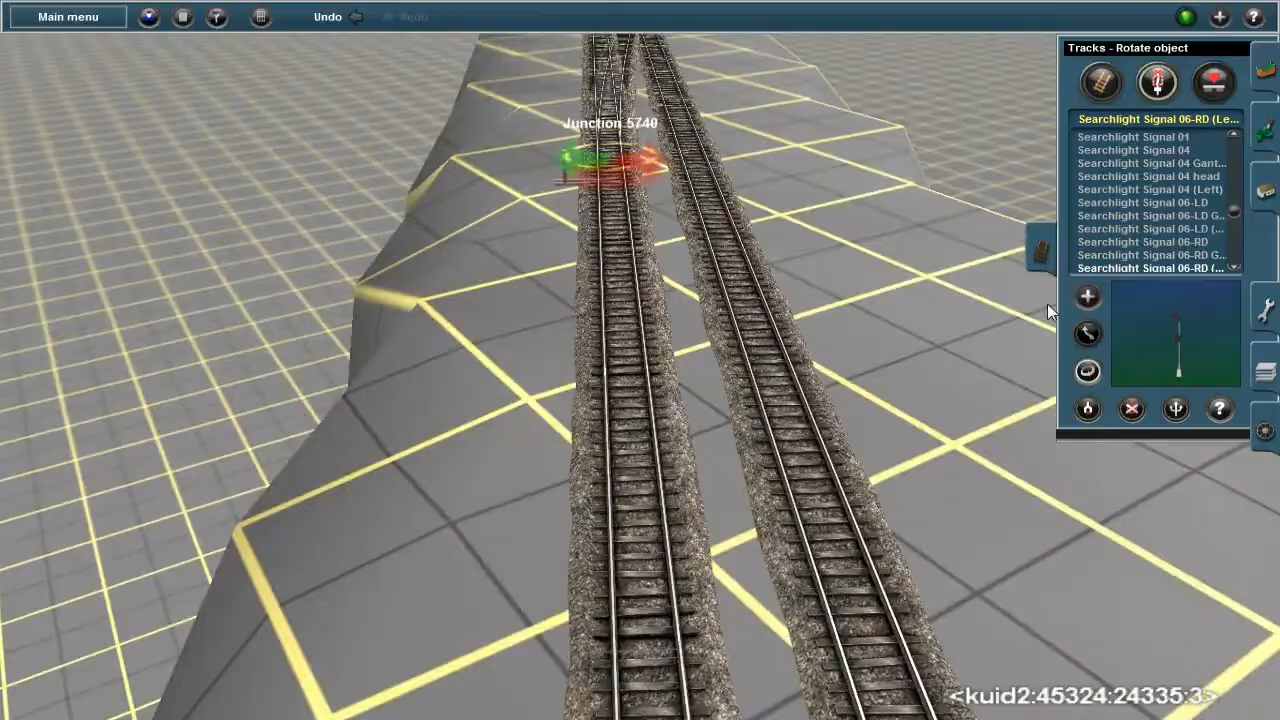 Main menu
Undo
Redo
Tracks - Rotate object
Searchlight Signal 06-RD (Le...
Searchlight Signal 01
Searchlight Signal 04
Searchlight Signal 04 Gant...
Searchlight Signal 04 head
Searchlight Signal 04 (Left)
Searchlight Signal 06-LD
Searchlight Signal 06-LD G...
Searchlight Signal 06-LD (...
Searchlight Signal 06-RD
Searchlight Signal 06-RD G...
Searchlight Signal 06-RD (...
Junction 5740
<kuid2:45324:24335:3>